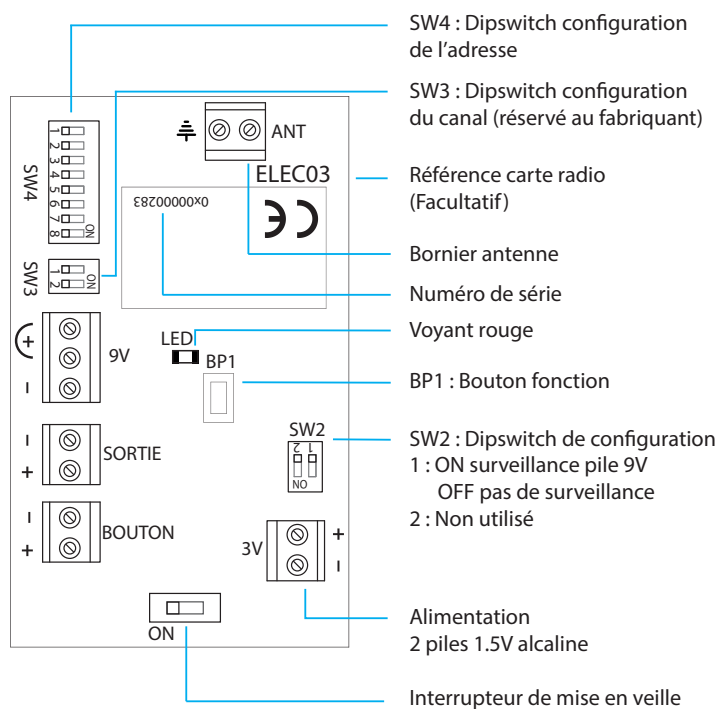 SW4 : Dipswitch configuration
de l'adresse
SW3 : Dipswitch configuration
du canal (réservé au fabriquant)
Référence carte radio
(Facultatif)
Bornier antenne
Numéro de série
Voyant rouge
BP1 : Bouton fonction
SW2 : Dipswitch de configuration
1 : ON surveillance pile 9V
OFF pas de surveillance
2 : Non utilisé
Alimentation
2 piles 1.5V alcaline
Interrupteur de mise en veille
SW4
1
2
3
4
5
6
7
8
ON
ANT
ELEC03
0x00000283
CE
SW3
1
2
ON
+
9V
-
LED
BP1
-
SORTIE
+
SW2
2 1
ON
-
BOUTON
+
3V
+
-
ON